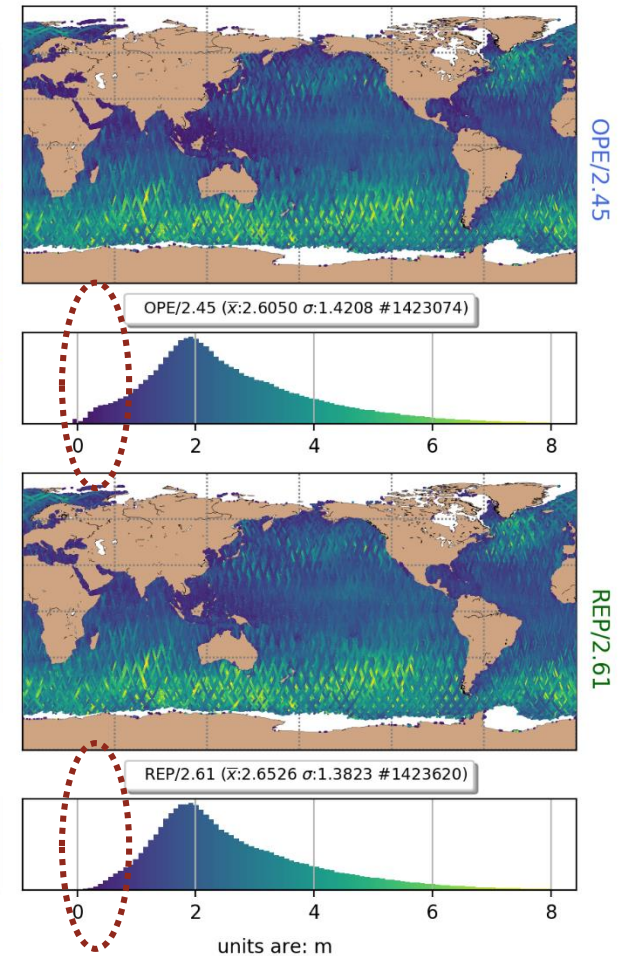 OPE/2.45
OPE/2.45 (x̅:2.6050 σ:1.4208 #1423074)
0 2 4 6 8
REP/2.61
REP/2.61 (x̅:2.6526 σ:1.3823 #1423620)
0 2 4 6 8
units are: m